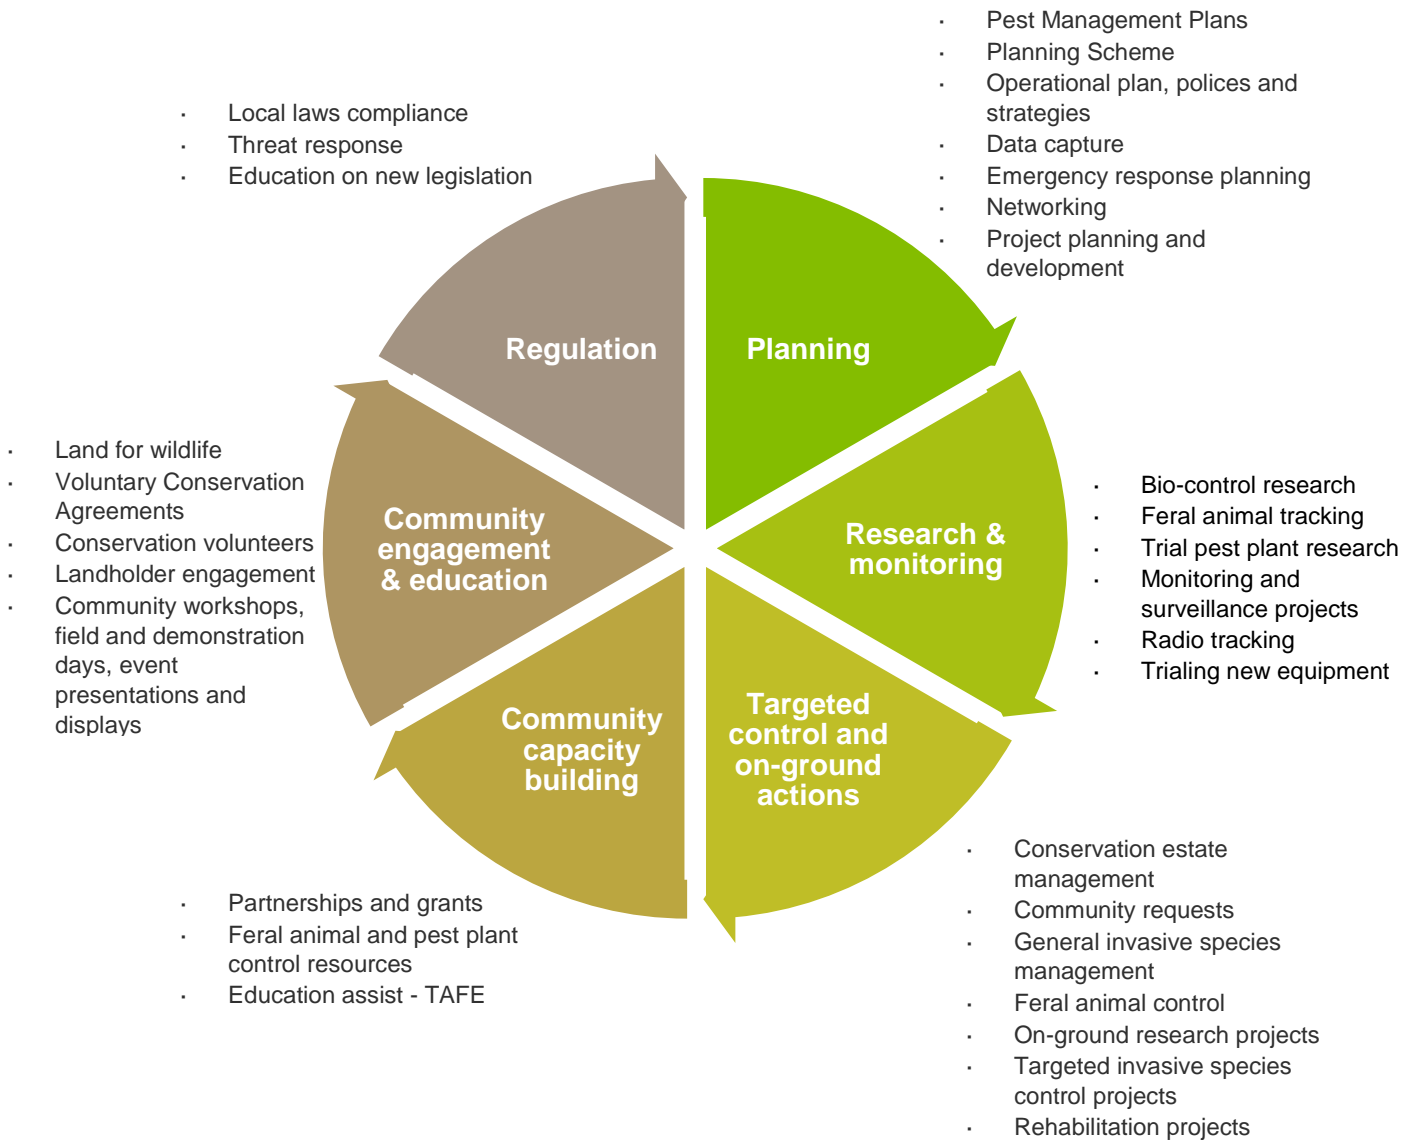 · Pest Management Plans
· Planning Scheme
· Operational plan, polices and
strategies
· Data capture
· Emergency response planning
· Networking
· Project planning and
development
· Local laws compliance
· Threat response
· Education on new legislation
Regulation
Planning
· Land for wildlife
· Voluntary Conservation
Agreements
· Conservation volunteers
· Landholder engagement
· Community workshops,
field and demonstration
days, event
presentations and
displays
Community
engagement
& education
Research &
monitoring
· Bio-control research
· Feral animal tracking
· Trial pest plant research
· Monitoring and
surveillance projects
· Radio tracking
· Trialing new equipment
Community
capacity
building
Targeted
control and
on-ground
actions
· Partnerships and grants
· Feral animal and pest plant
control resources
· Education assist - TAFE
· Conservation estate
management
· Community requests
· General invasive species
management
· Feral animal control
· On-ground research projects
· Targeted invasive species
control projects
· Rehabilitation projects